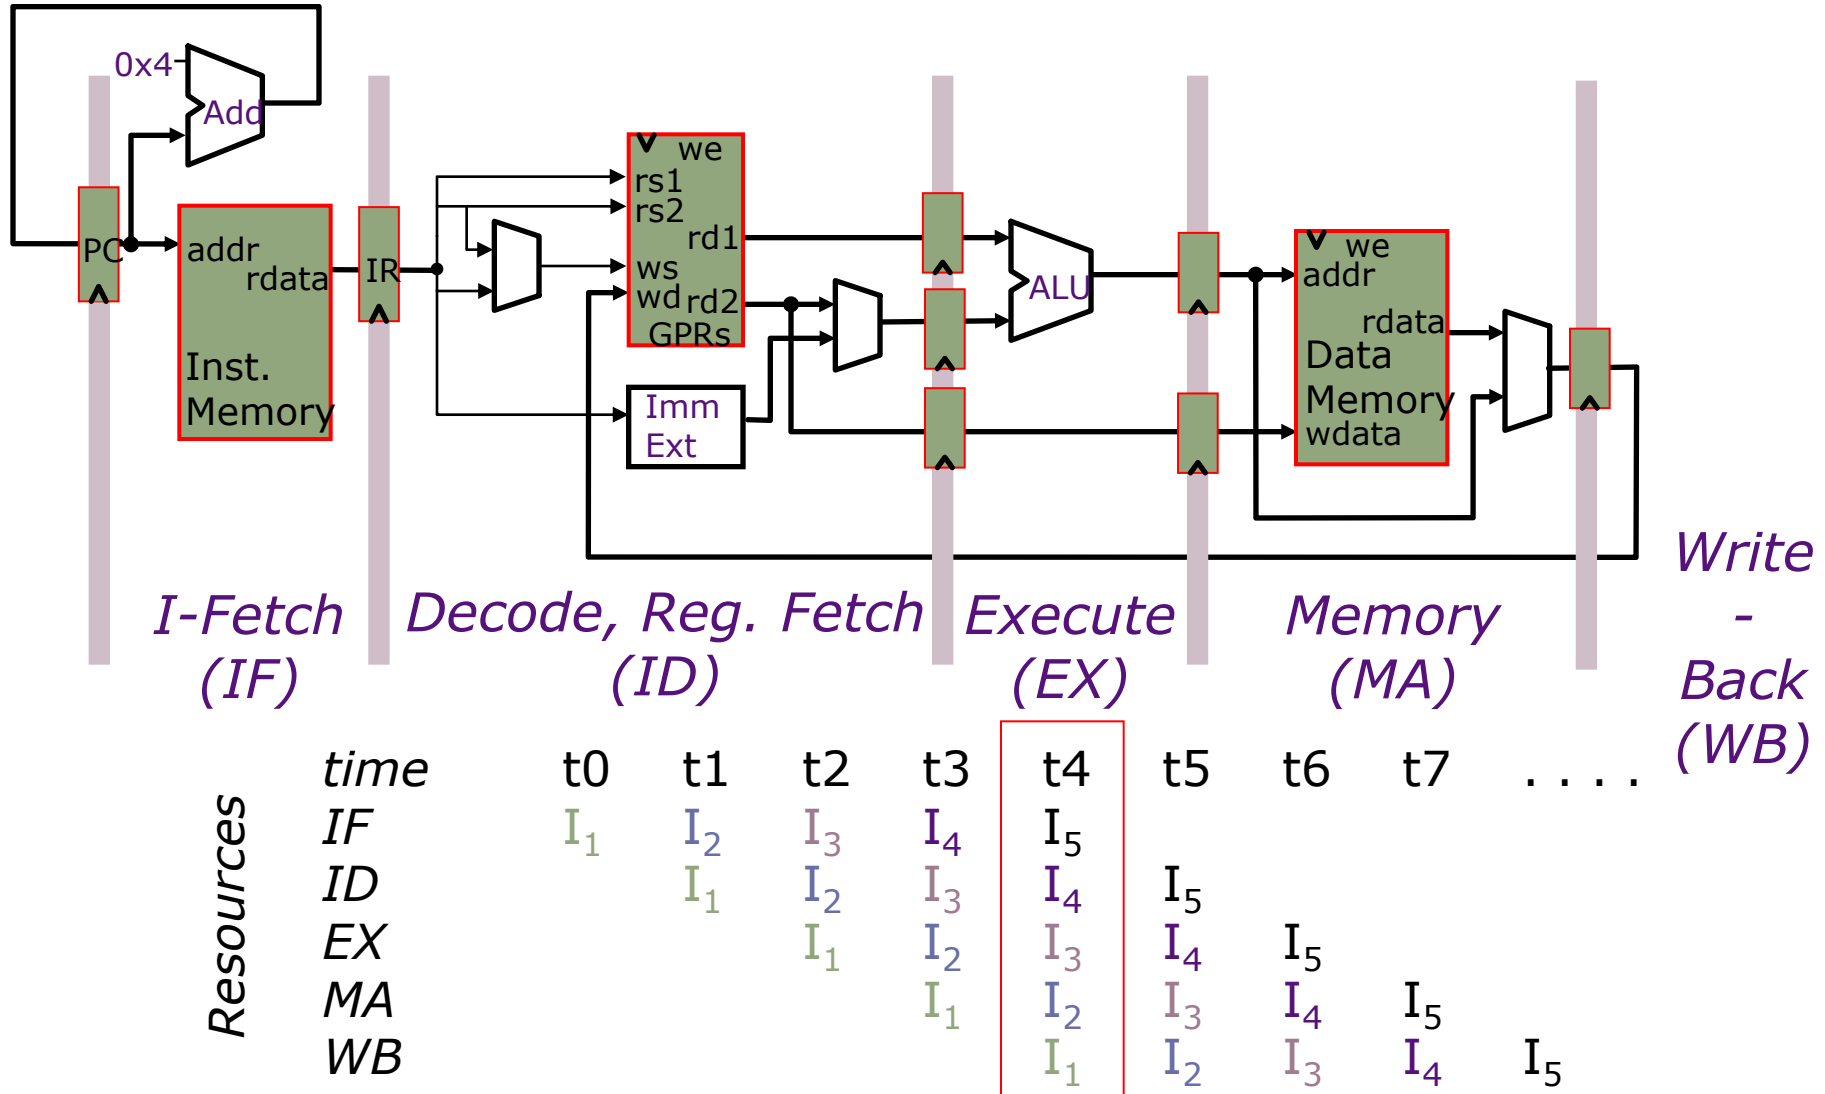 0x4
Add
PC
addr
rdata
Inst.
Memory
IR
we
rs1
rs2
rd1
ws
wd rd2
GPRs
Imm
Ext
ALU
we
addr
rdata
Data
Memory
wdata
I-Fetch
(IF)
Decode, Reg. Fetch
(ID)
Execute
(EX)
Memory
(MA)
Write
-
Back
(WB)
Resources
time t0 t1 t2 t3 t4 t5 t6 t7 . . . .
IF I1 I2 I3 I4 I5
ID I1 I2 I3 I4 I5
EX I1 I2 I3 I4 I5
MA I1 I2 I3 I4 I5
WB I1 I2 I3 I4 I5